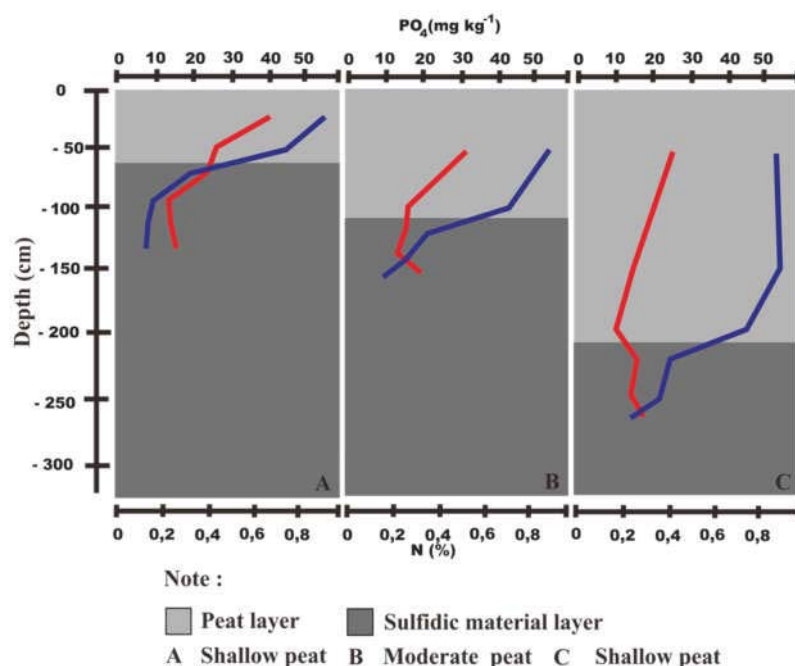 PO4(mg kg-1)
0 10 20 30 40 50 0 10 20 30 40 50 0 10 20 30 40 50
0
- 50
- 100
- 150
- 200
- 250
- 300
Depth (cm)
A B C
0 0,2 0,4 0,6 0,8 0 0,2 0,4 0,6 0,8 0 0,2 0,4 0,6 0,8
N (%)
Note :
Peat layer Sulfidic material layer
A Shallow peat B Moderate peat C Shallow peat